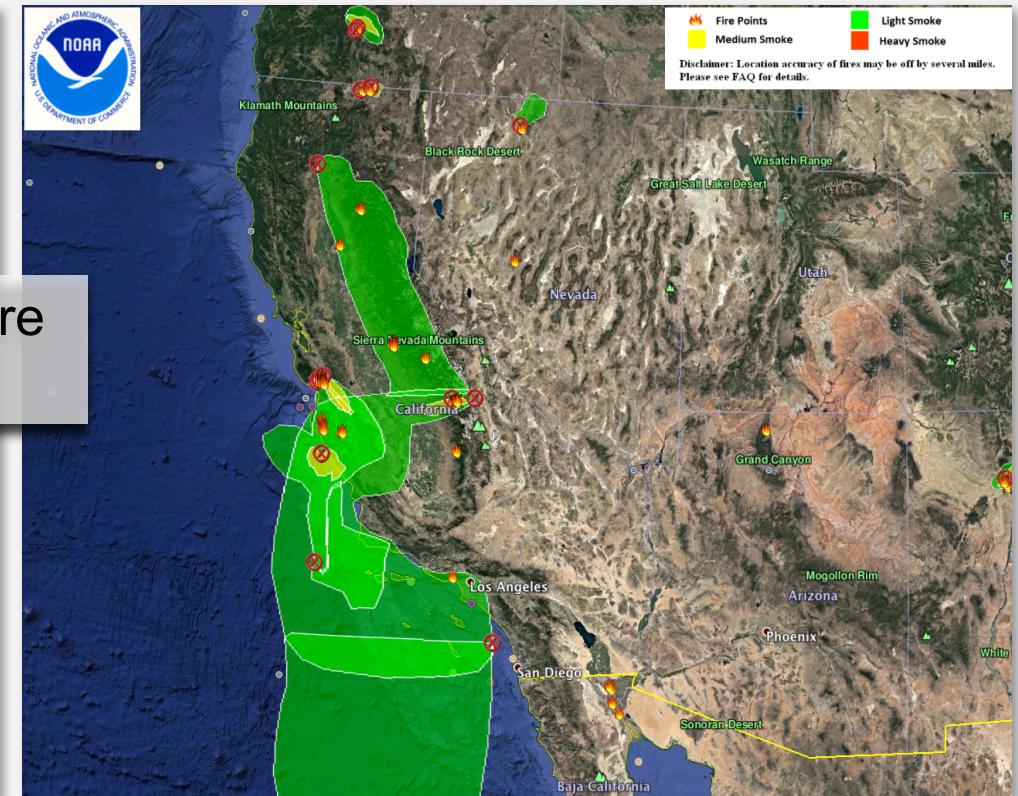 NATIONAL OCEANIC AND ATMOSPHERIC ADMINISTRATION
NOAA
U.S. DEPARTMENT OF COMMERCE
Fire Points
Light Smoke
Medium Smoke
Heavy Smoke
Disclaimer: Location accuracy of fires may be off by several miles.
Please see FAQ for details.
Klamath Mountains
Black Rock Desert
Wasatch Range
Great Salt Lake Desert
re
Utah
Nevada
Sierra Nevada Mountains
California
Grand Canyon
Mogollon Rim
Los Angeles
Arizona
Phoenix
White
San Diego
Sonoran Desert
Baja California